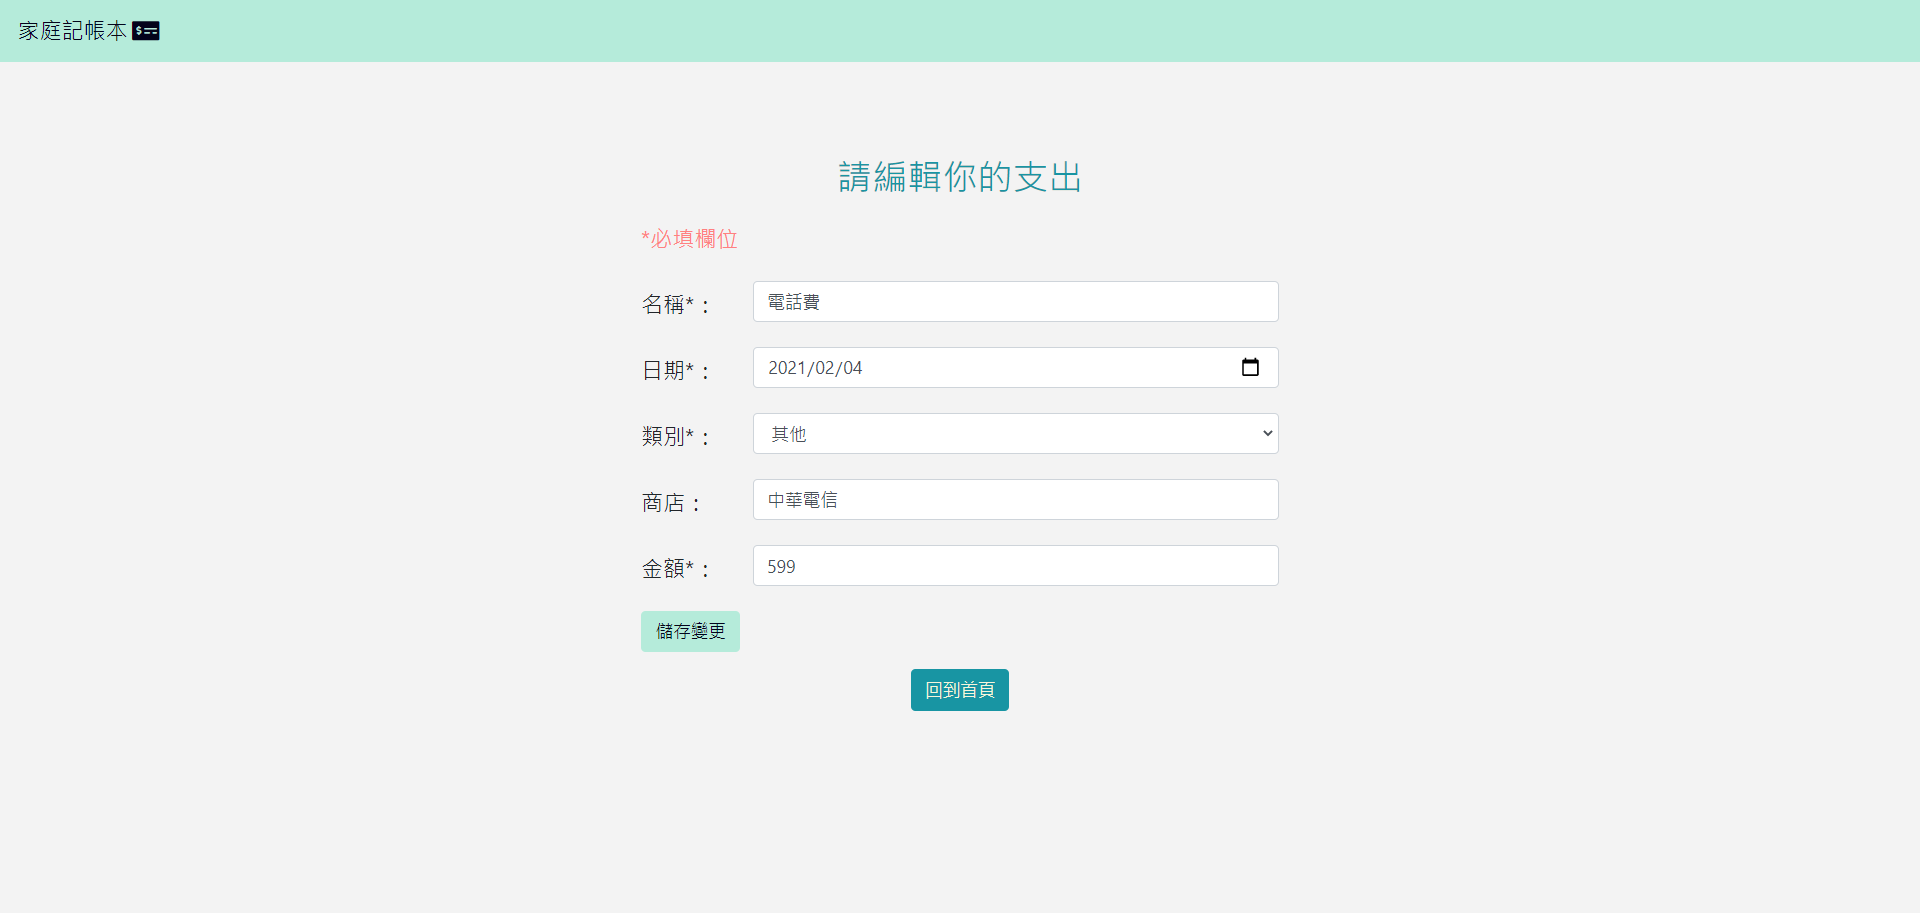 家庭記帳本
請編輯你的支出
*必填欄位
名稱*： 電話費
日期*： 2021/02/04
類別*： 其他
商店： 中華電信
金額*： 599
儲存變更
回到首頁